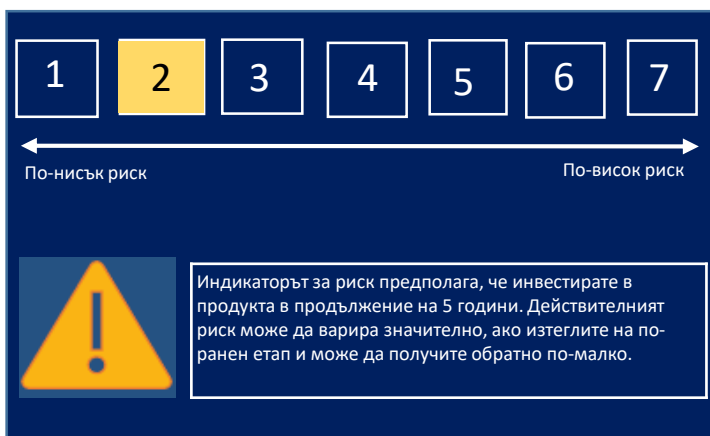 1 2 3 4 5 6 7
По-нисък риск По-висок риск
Индикаторът за риск предполага, че инвестирате в
продукта в продължение на 5 години. Действителният
риск може да варира значително, ако изтеглите на по-
ранен етап и може да получите обратно по-малко.